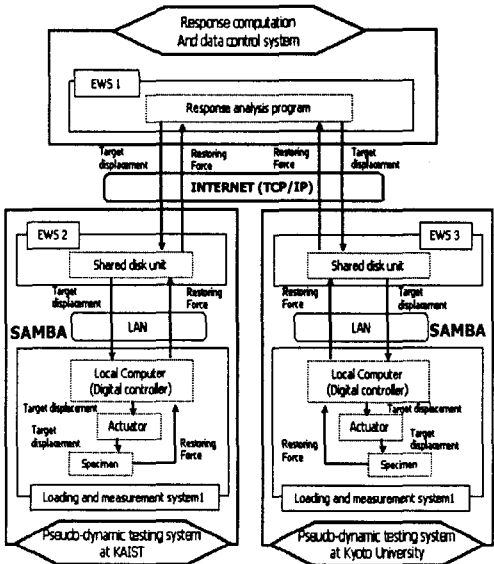 Response computation
And data control system
EWS 1
Response analysis program
Target
displacement
Restoring
Force
Restoring
Force
Target
displacement
INTERNET (TCP/IP)
EWS 2
Shared disk unit
Target
displacement
Restoring
Force
SAMBA
LAN
Local Computer
(Digital controller)
Target displacement
Actuator
Target
displacement
Restoring
Force
Specimen
Loading and measurement system1
Pseudo-dynamic testing system
at KAIST
EWS 3
Shared disk unit
Restoring
Force
Target
displacement
LAN
SAMBA
Local Computer
(Digital controller)
Target displacement
Actuator
Target
displacement
Restoring
Force
Specimen
Loading and measurement system1
Pseudo-dynamic testing system
at Kyoto University